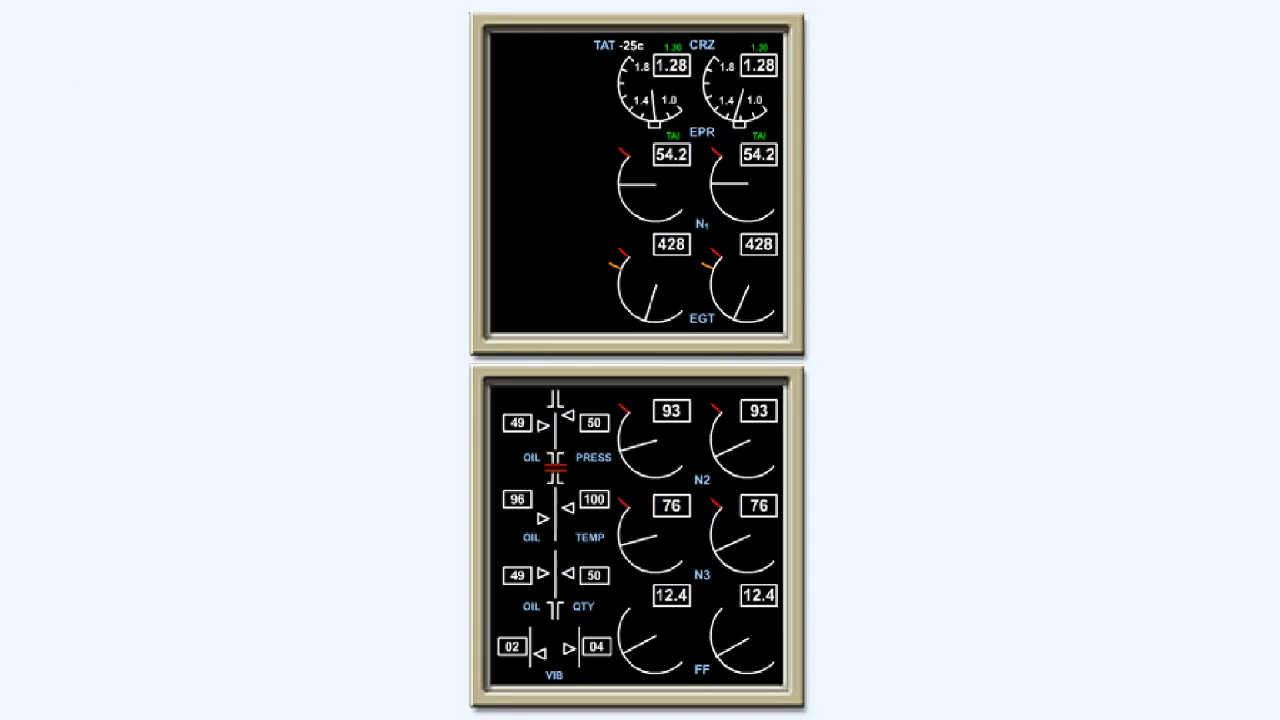 TAT -25c 1.30 CRZ 1.30
1.8 1.28 1.8 1.28
1.4 1.0 1.4 1.0
EPR
TAI TAI
54.2 54.2
N1
428 428
EGT
93 93
49 50
OIL PRESS
N2
96 100 76 76
OIL TEMP
49 50 N3
12.4 12.4
OIL QTY
02 04
FF
VIB